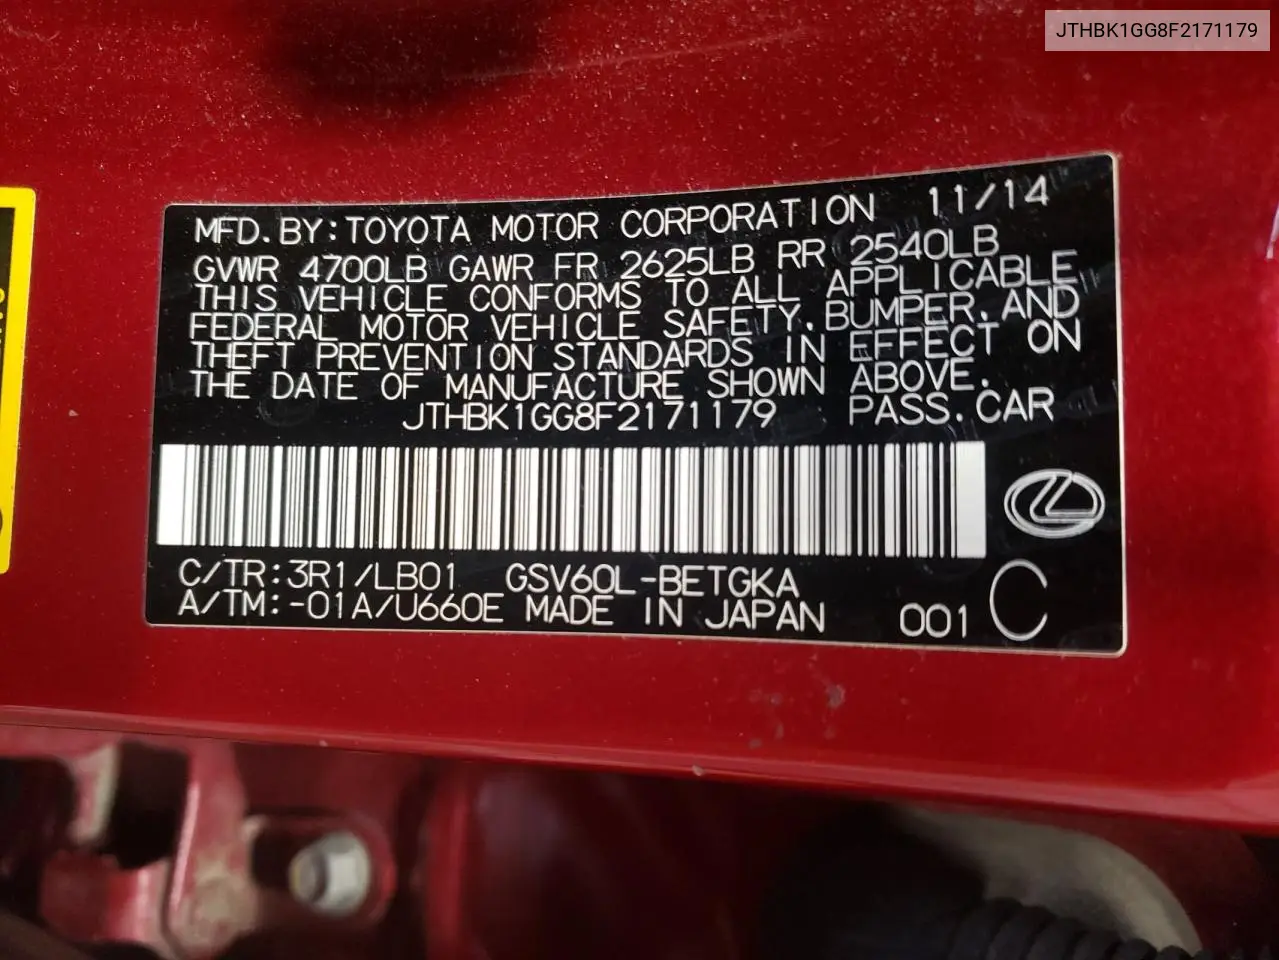 JTHBK1GG8F2171179
MFD.BY:TOYOTA MOTOR CORPORATION 11/14
GVWR 4700LB GAWR FR 2625LB RR 2540LB
THIS VEHICLE CONFORMS TO ALL APPLICABLE
FEDERAL MOTOR VEHICLE SAFETY,BUMPER,AND
THEFT PREVENTION STANDARDS IN EFFECT ON
THE DATE OF MANUFACTURE SHOWN ABOVE.
JTHBK1GG8F2171179 PASS.CAR
C/TR:3R1/LB01 GSV60L-BETGKA
A/TM:-01A/U660E MADE IN JAPAN 001 C